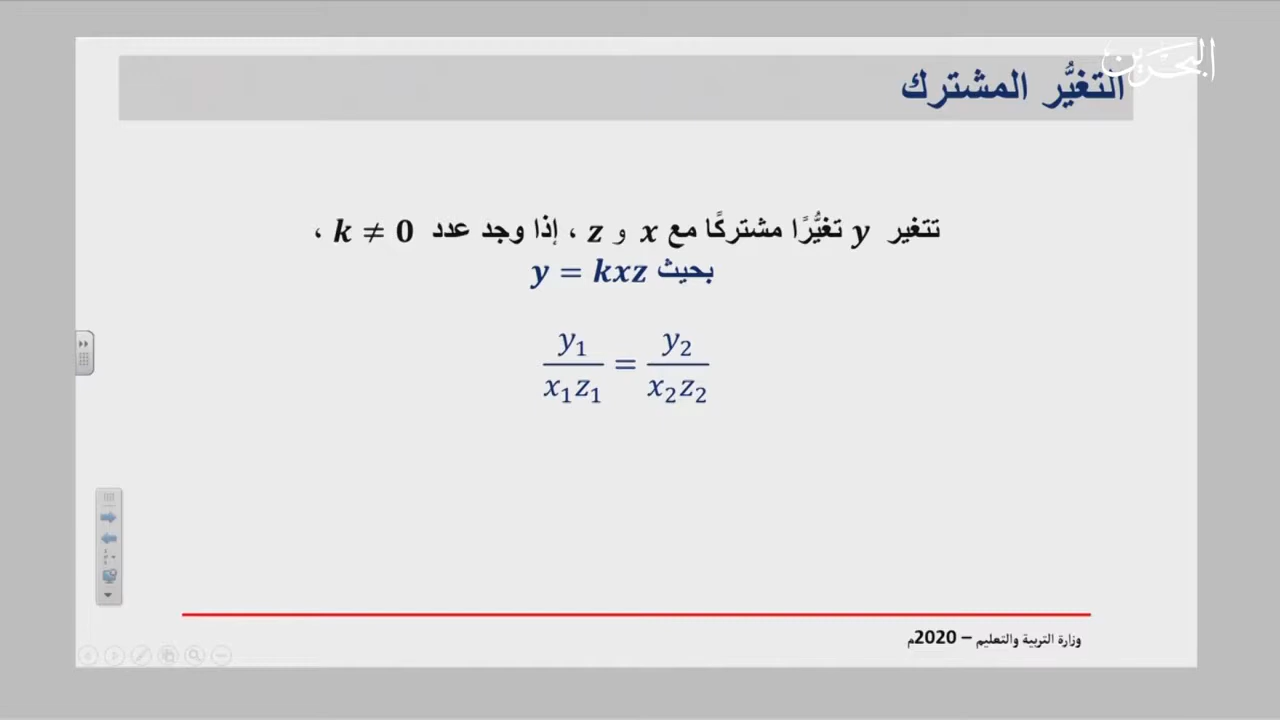 البحرين
التغيُّر المشترك
تتغير y تغيُّرًا مشتركًا مع x و z ، إذا وجد عدد k ≠ 0 ،
بحيث y = kxz
y₁/x₁z₁ = y₂/x₂z₂
وزارة التربية والتعليم – 2020م